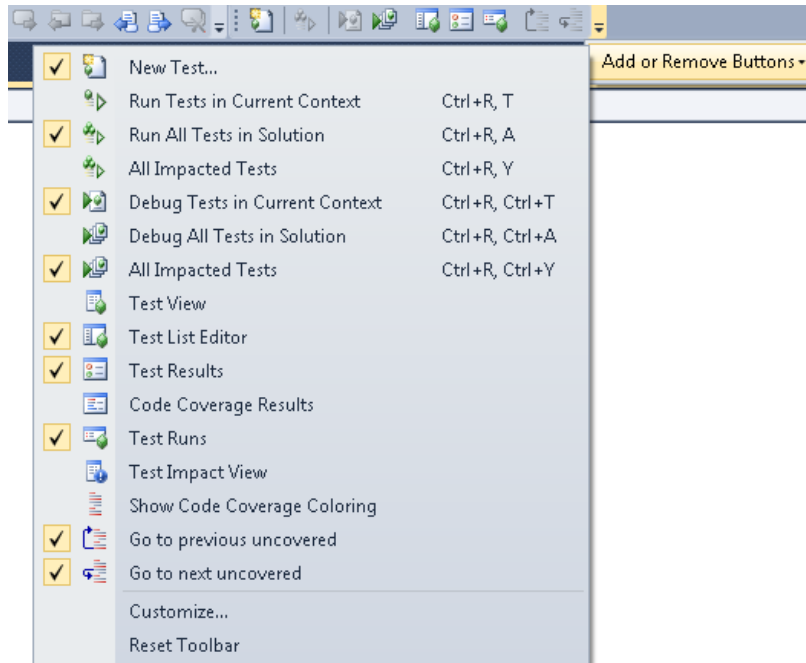 Add or Remove Buttons
New Test...
Run Tests in Current Context Ctrl+R, T
Run All Tests in Solution Ctrl+R, A
All Impacted Tests Ctrl+R, Y
Debug Tests in Current Context Ctrl+R, Ctrl+T
Debug All Tests in Solution Ctrl+R, Ctrl+A
All Impacted Tests Ctrl+R, Ctrl+Y
Test View
Test List Editor
Test Results
Code Coverage Results
Test Runs
Test Impact View
Show Code Coverage Coloring
Go to previous uncovered
Go to next uncovered
Customize...
Reset Toolbar